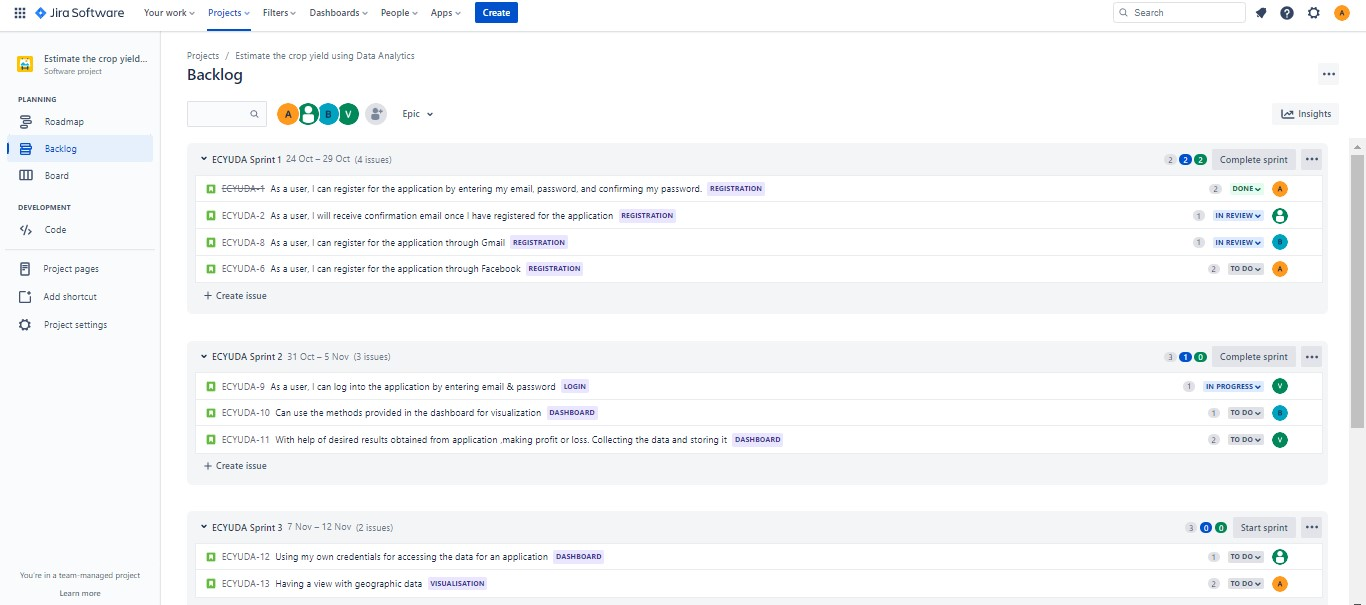 Jira Software Your work Projects Filters Dashboards People Apps Create Search A
Estimate the crop yield...
Software project
PLANNING
Roadmap
Backlog
Board
DEVELOPMENT
Code
Project pages
Add shortcut
Project settings
You're in a team-managed project
Learn more
Projects / Estimate the crop yield using Data Analytics
Backlog
A B V Epic Insights
ECYUDA Sprint 1 24 Oct – 29 Oct (4 issues) 2 2 2 Complete sprint
ECYUDA-1 As a user, I can register for the application by entering my email, password, and confirming my password. REGISTRATION 2 DONE A
ECYUDA-2 As a user, I will receive confirmation email once I have registered for the application REGISTRATION 1 IN REVIEW
ECYUDA-8 As a user, I can register for the application through Gmail REGISTRATION 1 IN REVIEW B
ECYUDA-6 As a user, I can register for the application through Facebook REGISTRATION 2 TO DO A
+ Create issue
ECYUDA Sprint 2 31 Oct – 5 Nov (3 issues) 3 1 0 Complete sprint
ECYUDA-9 As a user, I can log into the application by entering email & password LOGIN 1 IN PROGRESS V
ECYUDA-10 Can use the methods provided in the dashboard for visualization DASHBOARD 1 TO DO B
ECYUDA-11 With help of desired results obtained from application ,making profit or loss. Collecting the data and storing it DASHBOARD 2 TO DO V
+ Create issue
ECYUDA Sprint 3 7 Nov – 12 Nov (2 issues) 3 0 0 Start sprint
ECYUDA-12 Using my own credentials for accessing the data for an application DASHBOARD 1 TO DO
ECYUDA-13 Having a view with geographic data VISUALISATION 2 TO DO A